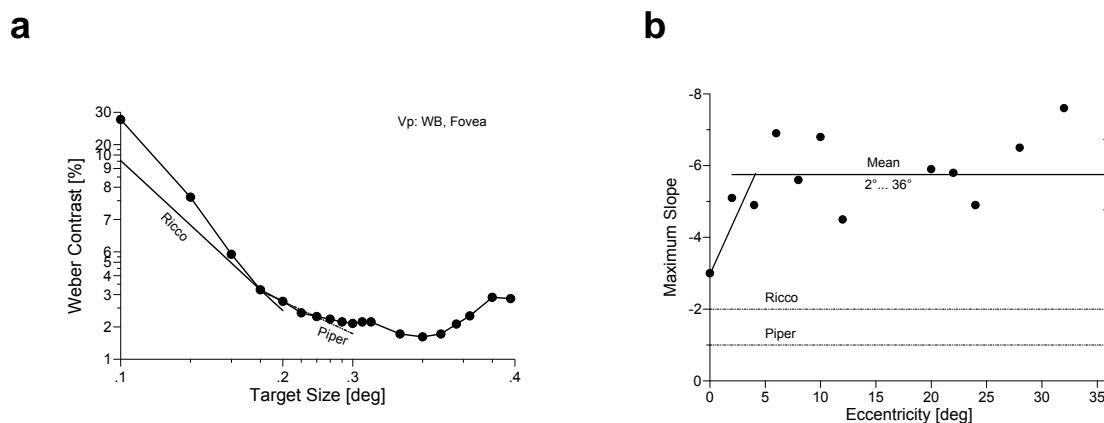 a
Weber Contrast [%]
30
20
10
9
8
7
6
5
4
3
2
1
Vp: WB, Fovea
Ricco
Piper
.1
.2
.3
.4
Target Size [deg]
b
Maximum Slope
-8
-6
-4
-2
0
Mean
2°... 36°
Ricco
Piper
0
5
10
15
20
25
30
35
Eccentricity [deg]